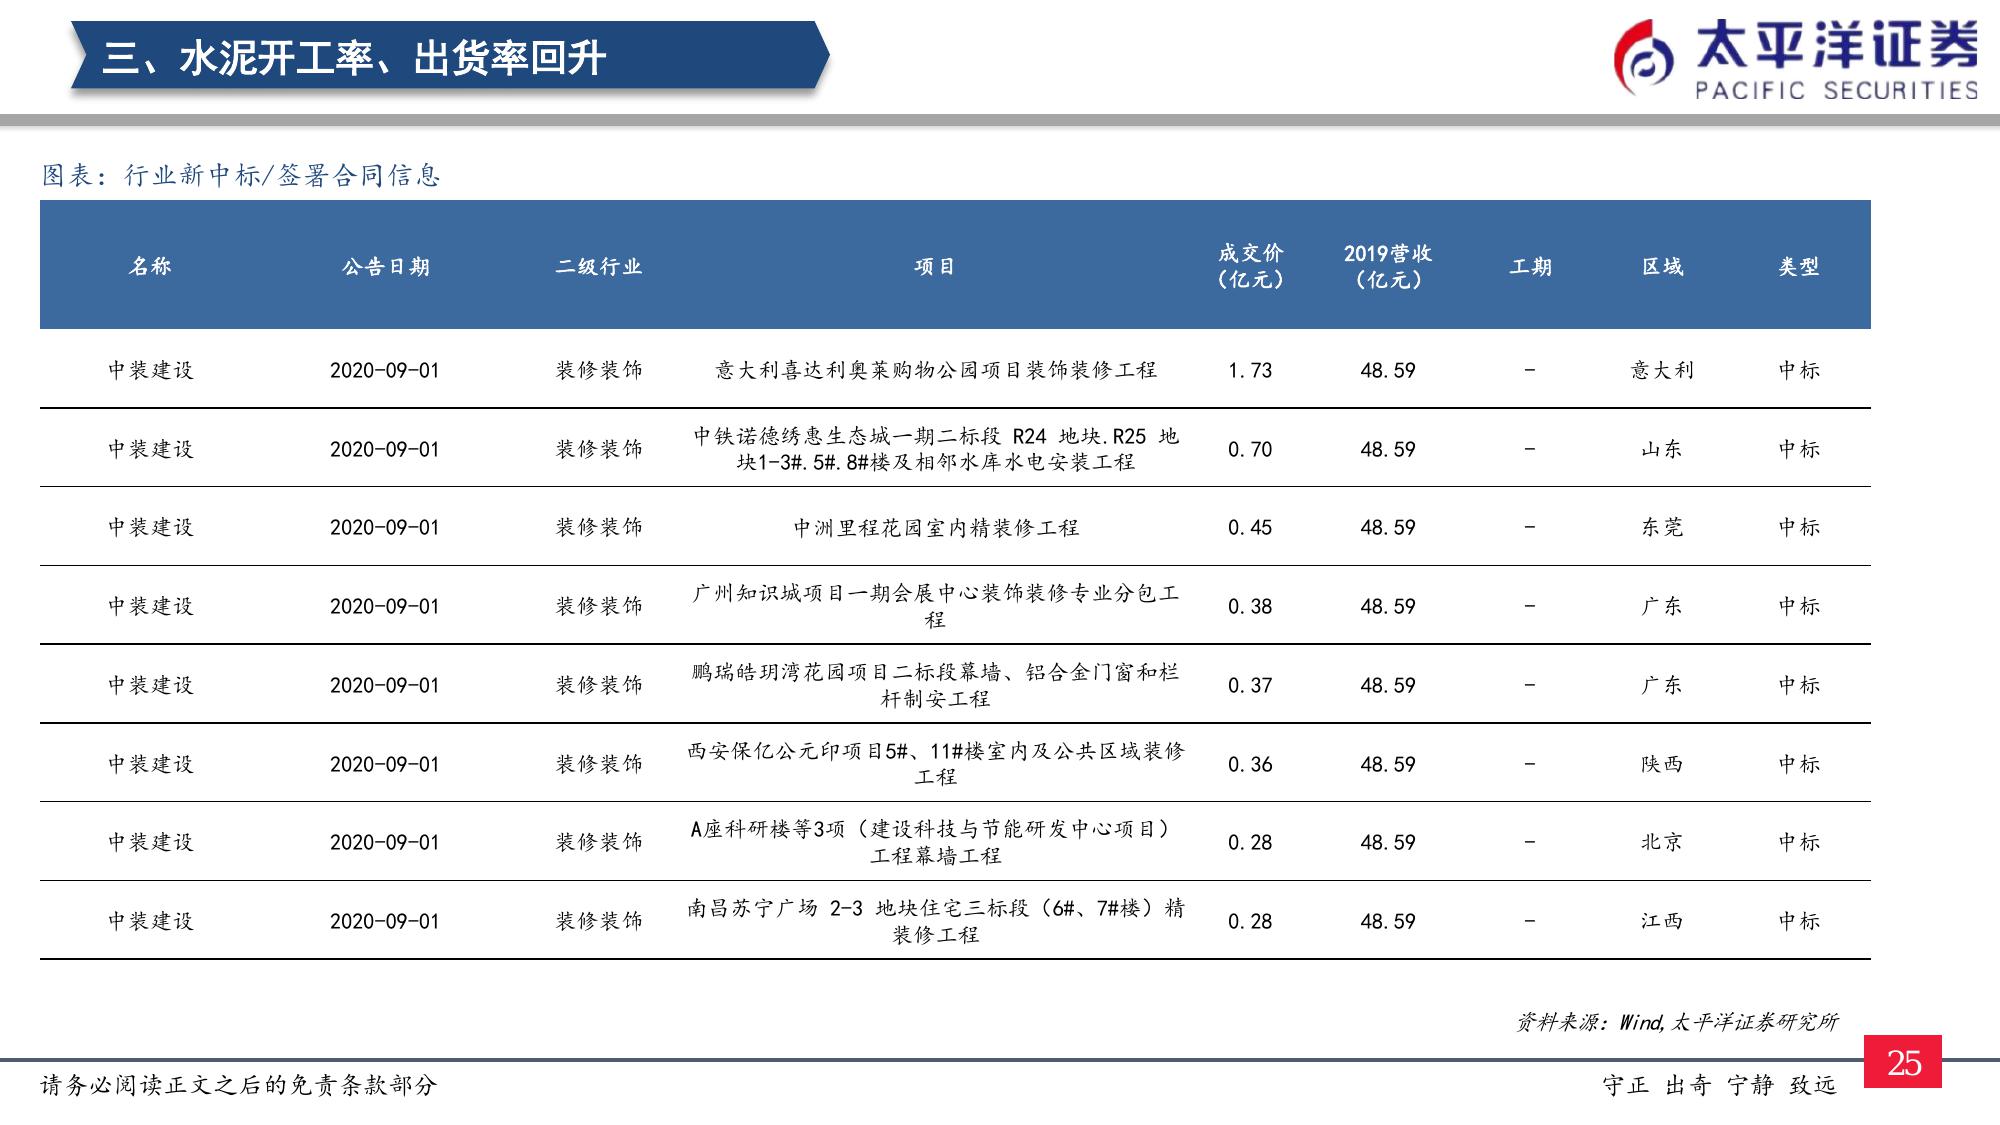 三、水泥开工率、出货率回升
太平洋证券
PACIFIC SECURITIES
图表：行业新中标/签署合同信息
名称 公告日期 二级行业 项目 成交价（亿元） 2019营收（亿元） 工期 区域 类型
中装建设 2020-09-01 装修装饰 意大利喜达利奥莱购物公园项目装饰装修工程 1.73 48.59 - 意大利 中标
中装建设 2020-09-01 装修装饰 中铁诺德绣惠生态城一期二标段 R24 地块.R25 地块1-3#.5#.8#楼及相邻水库水电安装工程 0.70 48.59 - 山东 中标
中装建设 2020-09-01 装修装饰 中洲里程花园室内精装修工程 0.45 48.59 - 东莞 中标
中装建设 2020-09-01 装修装饰 广州知识城项目一期会展中心装饰装修专业分包工程 0.38 48.59 - 广东 中标
中装建设 2020-09-01 装修装饰 鹏瑞皓玥湾花园项目二标段幕墙、铝合金门窗和栏杆制安工程 0.37 48.59 - 广东 中标
中装建设 2020-09-01 装修装饰 西安保亿公元印项目5#、11#楼室内及公共区域装修工程 0.36 48.59 - 陕西 中标
中装建设 2020-09-01 装修装饰 A座科研楼等3项（建设科技与节能研发中心项目）工程幕墙工程 0.28 48.59 - 北京 中标
中装建设 2020-09-01 装修装饰 南昌苏宁广场 2-3 地块住宅三标段（6#、7#楼）精装修工程 0.28 48.59 - 江西 中标
资料来源：Wind,太平洋证券研究所
请务必阅读正文之后的免责条款部分
守正 出奇 宁静 致远
25